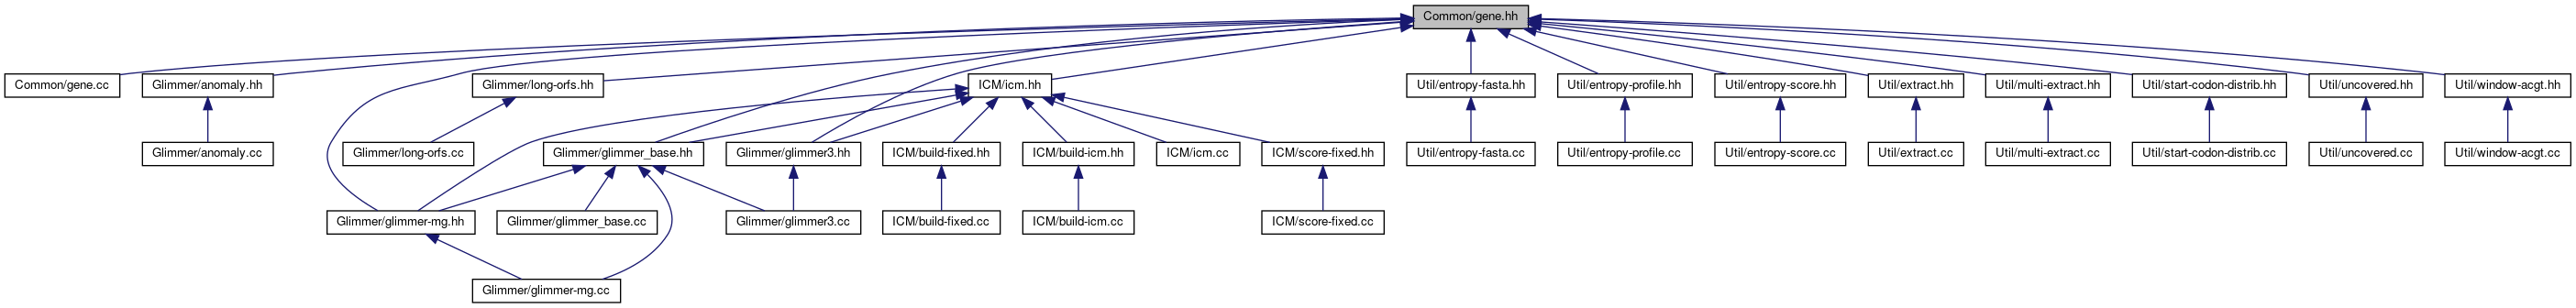 Common/gene.hh
Common/gene.cc
Glimmer/anomaly.hh
Glimmer/long-orfs.hh
ICM/icm.hh
Util/entropy-fasta.hh
Util/entropy-profile.hh
Util/entropy-score.hh
Util/extract.hh
Util/multi-extract.hh
Util/start-codon-distrib.hh
Util/uncovered.hh
Util/window-acgt.hh
Glimmer/anomaly.cc
Glimmer/long-orfs.cc
Glimmer/glimmer_base.hh
Glimmer/glimmer3.hh
ICM/build-fixed.hh
ICM/build-icm.hh
ICM/icm.cc
ICM/score-fixed.hh
Util/entropy-fasta.cc
Util/entropy-profile.cc
Util/entropy-score.cc
Util/extract.cc
Util/multi-extract.cc
Util/start-codon-distrib.cc
Util/uncovered.cc
Util/window-acgt.cc
Glimmer/glimmer-mg.hh
Glimmer/glimmer_base.cc
Glimmer/glimmer3.cc
ICM/build-fixed.cc
ICM/build-icm.cc
ICM/score-fixed.cc
Glimmer/glimmer-mg.cc